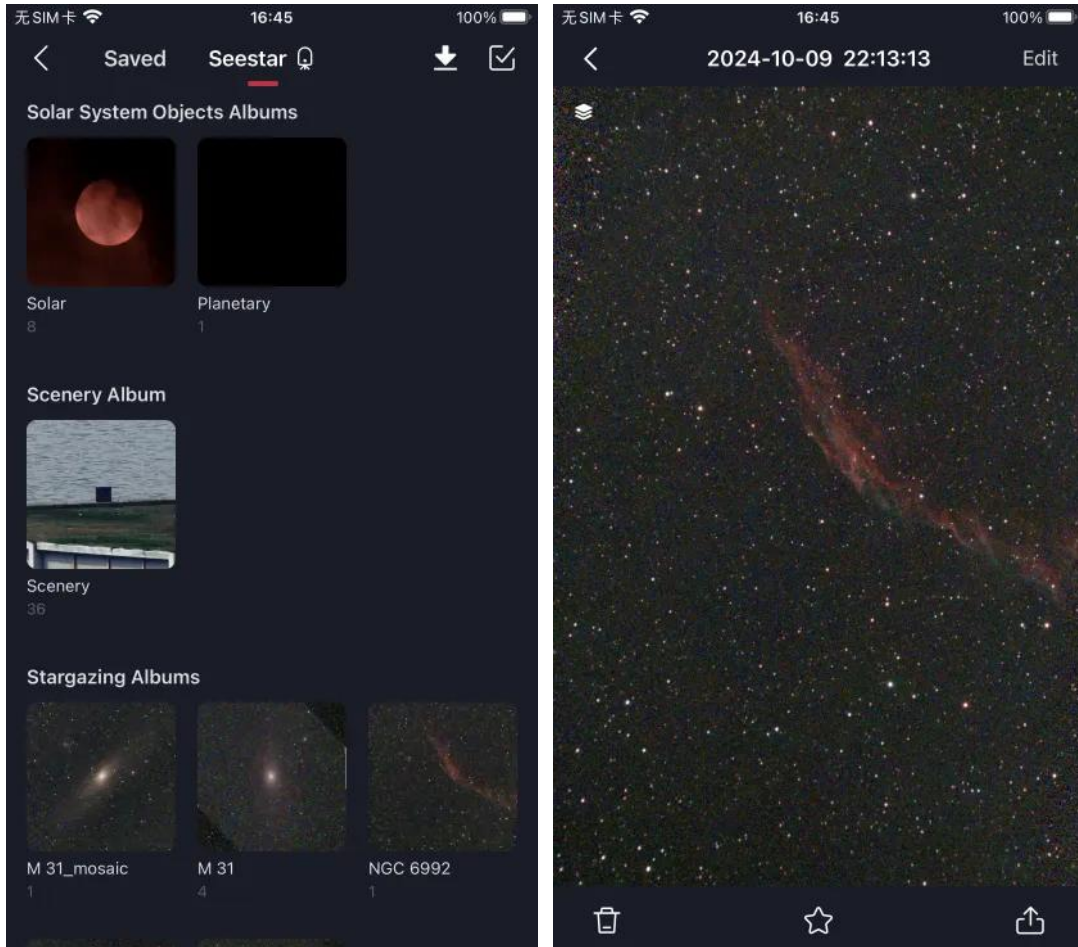 无SIM卡 16:45 100%
Saved Seestar
Solar System Objects Albums
Solar Planetary
8 1
Scenery Album
Scenery
36
Stargazing Albums
M 31_mosaic M 31 NGC 6992
1 4 1
无SIM卡 16:45 100%
2024-10-09 22:13:13 Edit